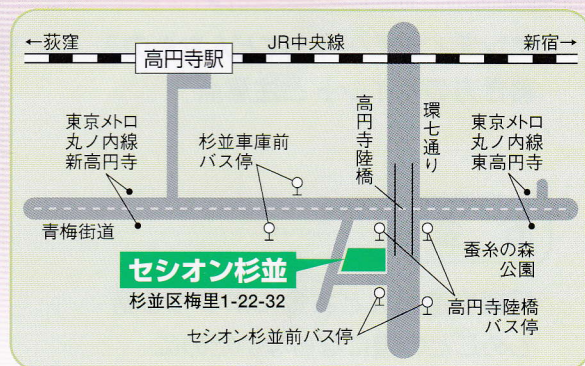 ←荻窪
JR中央線
新宿→
高円寺駅
東京メトロ
丸ノ内線
新高円寺
杉並車庫前
バス停
高円寺陸橋
環七通り
東京メトロ
丸ノ内線
東高円寺
青梅街道
蚕糸の森
公園
セシオン杉並
杉並区梅里1-22-32
高円寺陸橋
バス停
セシオン杉並前バス停